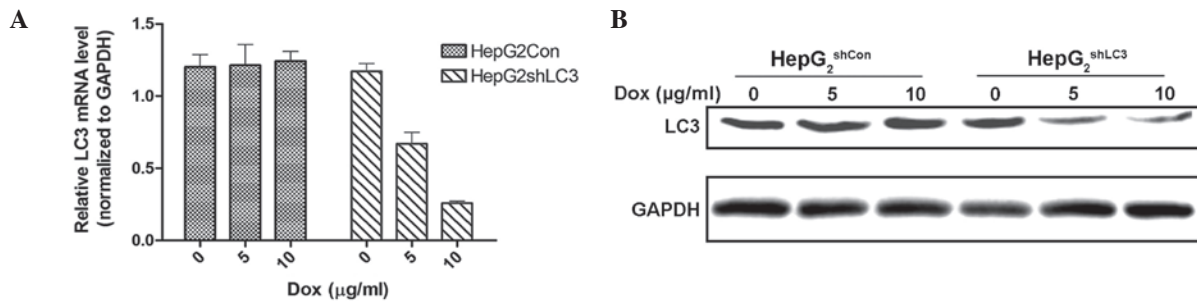 A
Relative LC3 mRNA level
(normalized to GAPDH)
1.5
1.0
0.5
0.0
HepG2Con
HepG2shLC3
0 5 10 0 5 10
Dox (μg/ml)
B
HepG2shCon HepG2shLC3
Dox (μg/ml) 0 5 10 0 5 10
LC3
GAPDH